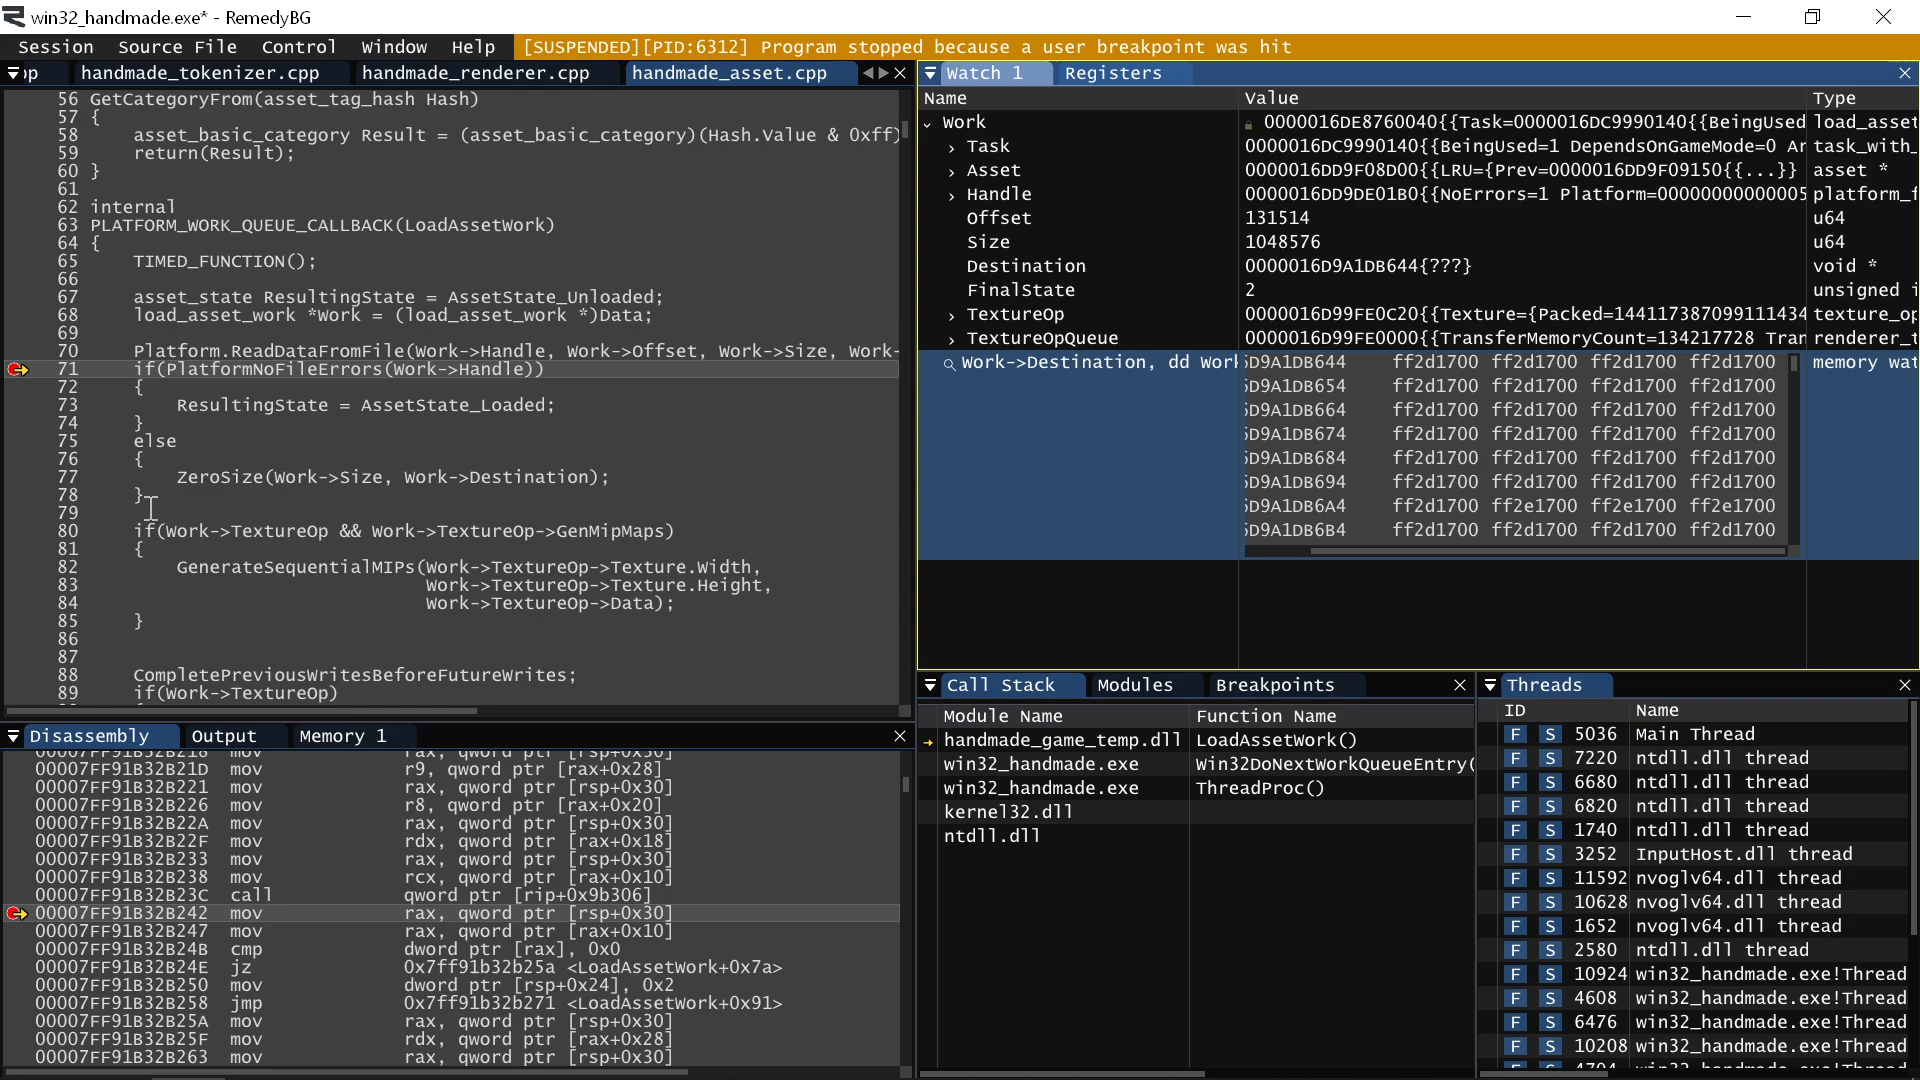 win32_handmade.exe* - RemedyBG
Session Source File Control Window Help [SUSPENDED][PID:6312] Program stopped because a user breakpoint was hit
op handmade_tokenizer.cpp handmade_renderer.cpp handmade_asset.cpp
56 GetCategoryFrom(asset_tag_hash Hash)
57 {
58 asset_basic_category Result = (asset_basic_category)(Hash.Value & 0xff)
59 return(Result);
60 }
61
62 internal
63 PLATFORM_WORK_QUEUE_CALLBACK(LoadAssetWork)
64 {
65 TIMED_FUNCTION();
66
67 asset_state ResultingState = AssetState_Unloaded;
68 load_asset_work *Work = (load_asset_work *)Data;
69
70 Platform.ReadDataFromFile(Work->Handle, Work->Offset, Work->Size, Work-
71 if(PlatformNoFileErrors(Work->Handle))
72 {
73 ResultingState = AssetState_Loaded;
74 }
75 else
76 {
77 ZeroSize(Work->Size, Work->Destination);
78 }
79
80 if(Work->TextureOp && Work->TextureOp->GenMipMaps)
81 {
82 GenerateSequentialMIPs(Work->TextureOp->Texture.Width,
83 Work->TextureOp->Texture.Height,
84 Work->TextureOp->Data);
85 }
86
87
88 CompletePreviousWritesBeforeFutureWrites;
89 if(Work->TextureOp)
Disassembly Output Memory 1
00007FF91B32B218 mov rax, qword ptr [rsp+0x30]
00007FF91B32B21D mov r9, qword ptr [rax+0x28]
00007FF91B32B221 mov rax, qword ptr [rsp+0x30]
00007FF91B32B226 mov r8, qword ptr [rax+0x20]
00007FF91B32B22A mov rax, qword ptr [rsp+0x30]
00007FF91B32B22F mov rdx, qword ptr [rax+0x18]
00007FF91B32B233 mov rax, qword ptr [rsp+0x30]
00007FF91B32B238 mov rcx, qword ptr [rax+0x10]
00007FF91B32B23C call qword ptr [rip+0x9b306]
00007FF91B32B242 mov rax, qword ptr [rsp+0x30]
00007FF91B32B247 mov rax, qword ptr [rax+0x10]
00007FF91B32B24B cmp dword ptr [rax], 0x0
00007FF91B32B24E jz 0x7ff91b32b25a <LoadAssetWork+0x7a>
00007FF91B32B250 mov dword ptr [rsp+0x24], 0x2
00007FF91B32B258 jmp 0x7ff91b32b271 <LoadAssetWork+0x91>
00007FF91B32B25A mov rax, qword ptr [rsp+0x30]
00007FF91B32B25F mov rdx, qword ptr [rax+0x28]
00007FF91B32B263 mov rax, qword ptr [rsp+0x30]
Watch 1 Registers
Name Value Type
Work 0000016DE8760040{{Task=0000016DC9990140{{BeingUsed load_asset
Task 0000016DC9990140{{BeingUsed=1 DependsOnGameMode=0 Ar task_with_
Asset 0000016DD9F08D00{{LRU={Prev=0000016DD9F09150{{...}} asset *
Handle 0000016DD9DE01B0{{NoErrors=1 Platform=00000000000005 platform_f
Offset 131514 u64
Size 1048576 u64
Destination 0000016D9A1DB644{???} void *
FinalState 2 unsigned i
TextureOp 0000016D99FE0C20{{Texture={Packed=144117387099111434 texture_op
TextureOpQueue 0000016D99FE0000{{TransferMemoryCount=134217728 Tran renderer_t
Work->Destination, dd Work 6D9A1DB644 ff2d1700 ff2d1700 ff2d1700 ff2d1700 memory wat
6D9A1DB654 ff2d1700 ff2d1700 ff2d1700 ff2d1700
6D9A1DB664 ff2d1700 ff2d1700 ff2d1700 ff2d1700
6D9A1DB674 ff2d1700 ff2d1700 ff2d1700 ff2d1700
6D9A1DB684 ff2d1700 ff2d1700 ff2d1700 ff2d1700
6D9A1DB694 ff2d1700 ff2d1700 ff2d1700 ff2d1700
6D9A1DB6A4 ff2d1700 ff2e1700 ff2e1700 ff2e1700
6D9A1DB6B4 ff2d1700 ff2d1700 ff2d1700 ff2d1700
Call Stack Modules Breakpoints
Module Name Function Name
handmade_game_temp.dll LoadAssetWork()
win32_handmade.exe Win32DoNextWorkQueueEntry(
win32_handmade.exe ThreadProc()
kernel32.dll
ntdll.dll
Threads
ID Name
F S 5036 Main Thread
F S 7220 ntdll.dll thread
F S 6680 ntdll.dll thread
F S 6820 ntdll.dll thread
F S 1740 ntdll.dll thread
F S 3252 InputHost.dll thread
F S 11592 nvoglv64.dll thread
F S 10628 nvoglv64.dll thread
F S 1652 nvoglv64.dll thread
F S 2580 ntdll.dll thread
F S 10924 win32_handmade.exe!Thread
F S 4608 win32_handmade.exe!Thread
F S 6476 win32_handmade.exe!Thread
F S 10208 win32_handmade.exe!Thread